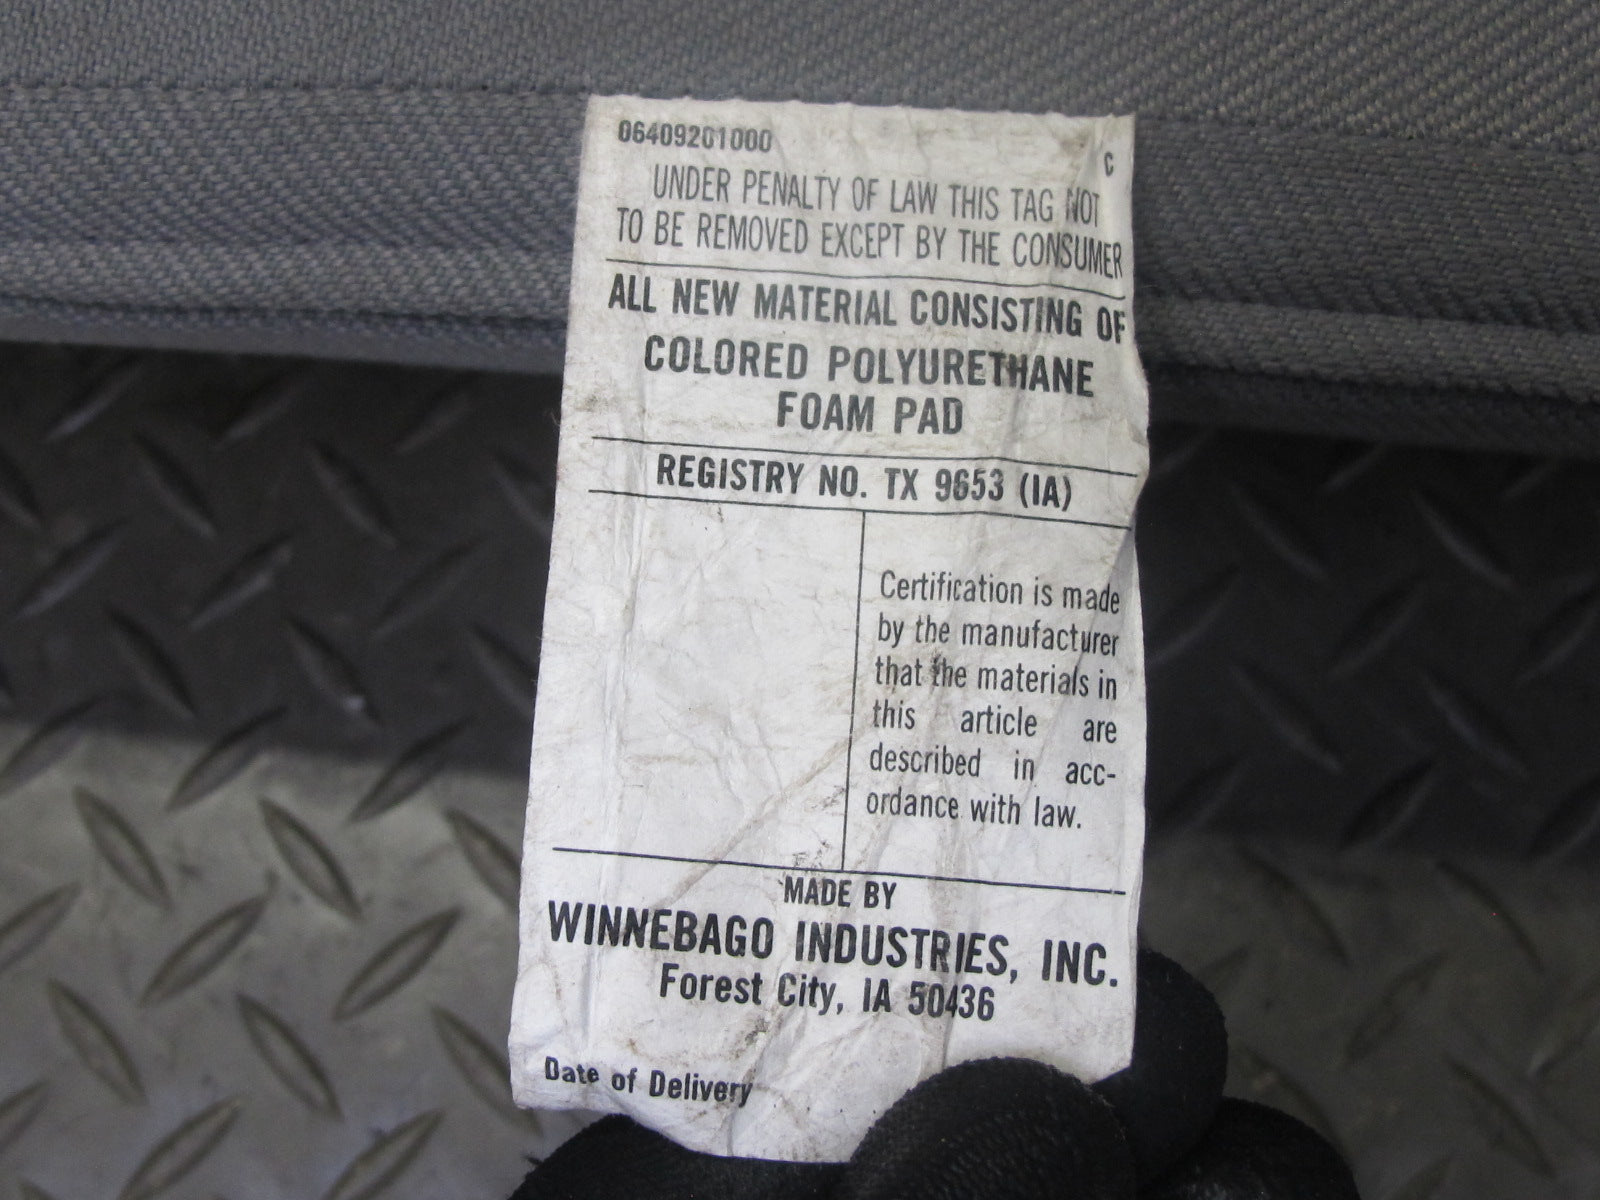 06409201000
C
UNDER PENALTY OF LAW THIS TAG NOT
TO BE REMOVED EXCEPT BY THE CONSUMER
ALL NEW MATERIAL CONSISTING OF
COLORED POLYURETHANE
FOAM PAD
REGISTRY NO. TX 9653 (IA)
Certification is made
by the manufacturer
that the materials in
this article are
described in acc-
ordance with law.
MADE BY
WINNEBAGO INDUSTRIES, INC.
Forest City, IA 50436
Date of Delivery